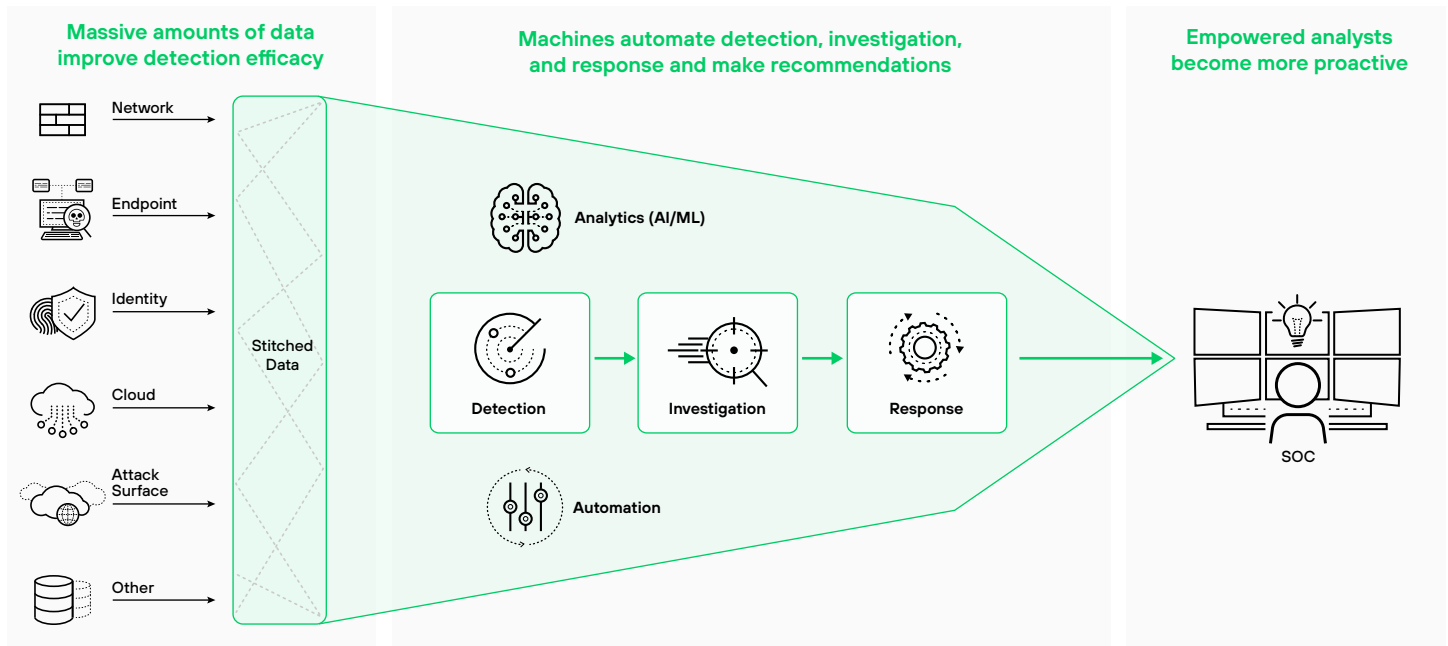 Massive amounts of data
improve detection efficacy
Network
Endpoint
Identity
Cloud
Attack
Surface
Other
Stitched
Data
Machines automate detection, investigation,
and response and make recommendations
Analytics (AI/ML)
Detection
Investigation
Response
Automation
Empowered analysts
become more proactive
SOC